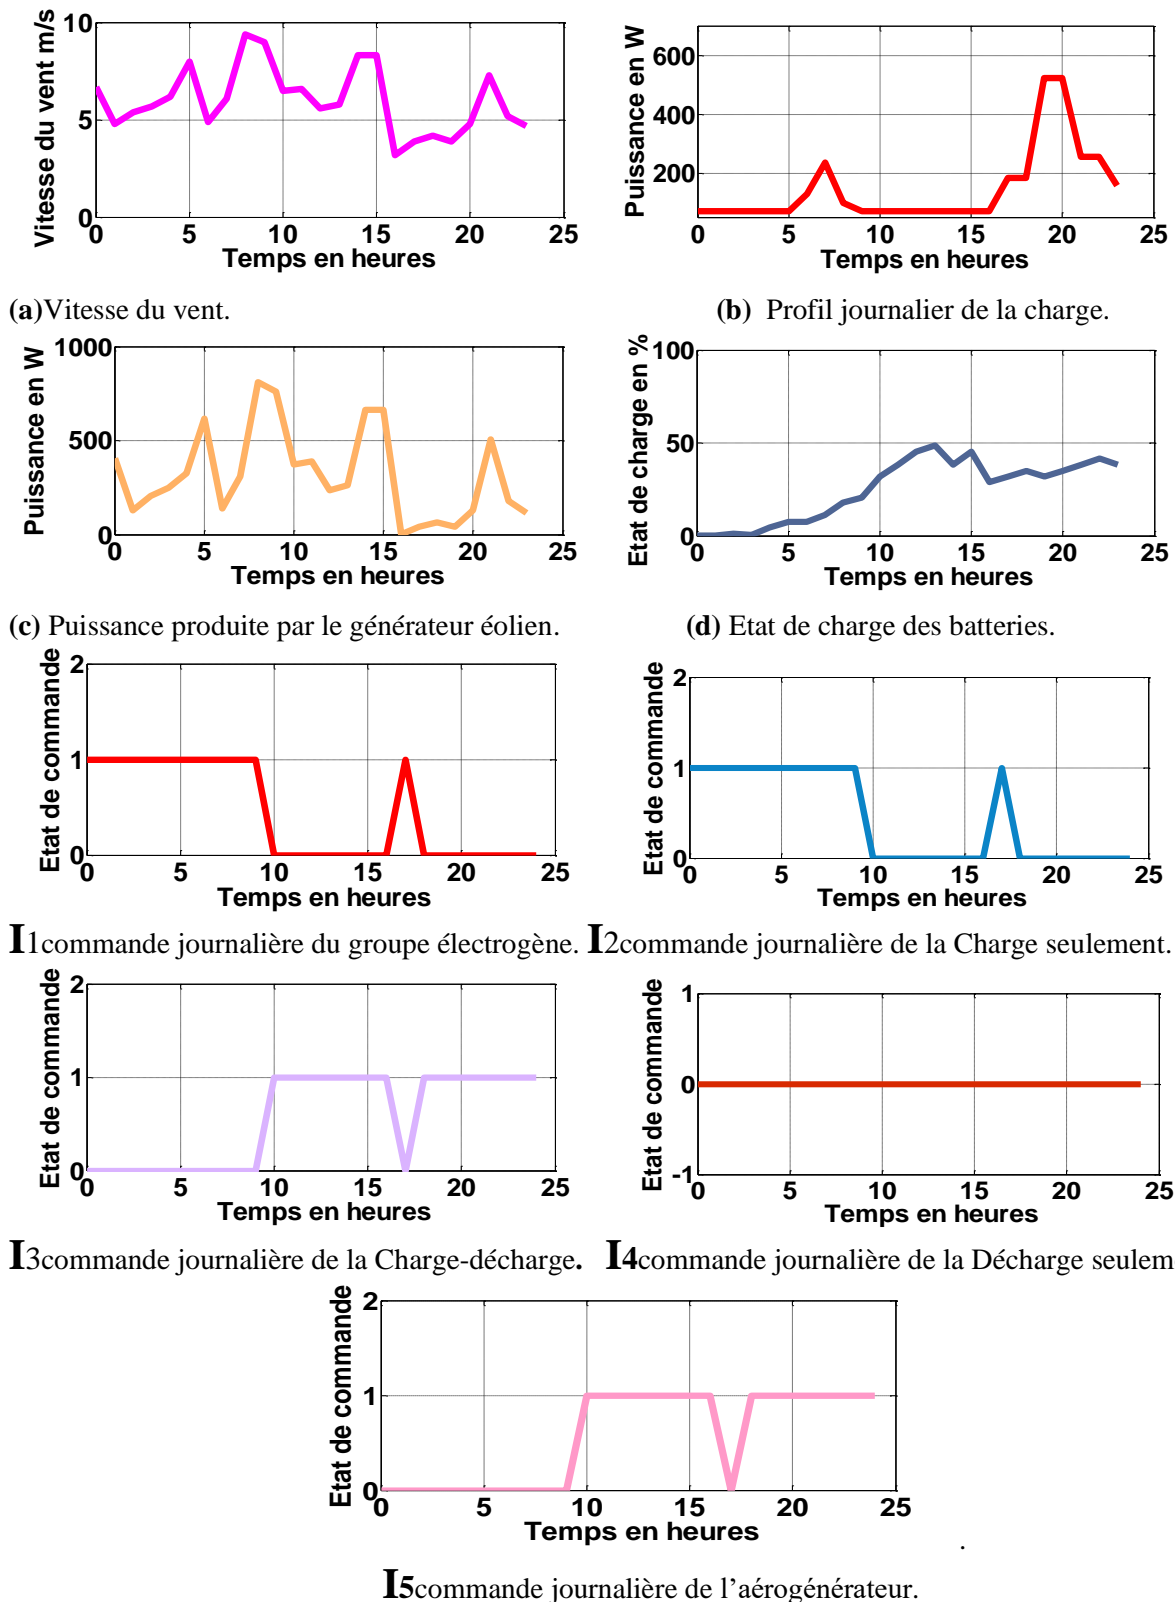 Vitesse du vent m/s
10
5
0
0 5 10 15 20 25
Temps en heures
Puissance en W
600
400
200
0 5 10 15 20 25
Temps en heures
(a)Vitesse du vent.
(b) Profil journalier de la charge.
Puissance en W
1000
500
0
0 5 10 15 20 25
Temps en heures
Etat de charge en %
100
50
0
0 5 10 15 20 25
Temps en heures
(c) Puissance produite par le générateur éolien.
(d) Etat de charge des batteries.
Etat de commande
2
1
0
0 5 10 15 20 25
Temps en heures
Etat de commande
2
1
0
0 5 10 15 20 25
Temps en heures
I1commande journalière du groupe électrogène.
I2commande journalière de la Charge seulement.
Etat de commande
2
1
0
0 5 10 15 20 25
Temps en heures
Etat de commande
1
0
-1
0 5 10 15 20 25
Temps en heures
I3commande journalière de la Charge-décharge.
I4commande journalière de la Décharge seulem
Etat de commande
2
1
0
0 5 10 15 20 25
Temps en heures
.
I5commande journalière de l'aérogénérateur.